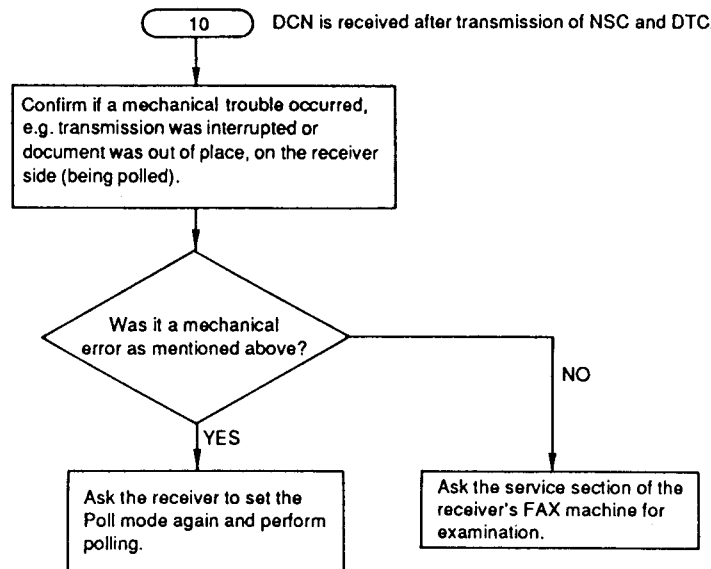 10
DCN is received after transmission of NSC and DTC
Confirm if a mechanical trouble occurred,
e.g. transmission was interrupted or
document was out of place, on the receiver
side (being polled).
Was it a mechanical
error as mentioned above?
NO
YES
Ask the receiver to set the
Poll mode again and perform
polling.
Ask the service section of the
receiver's FAX machine for
examination.